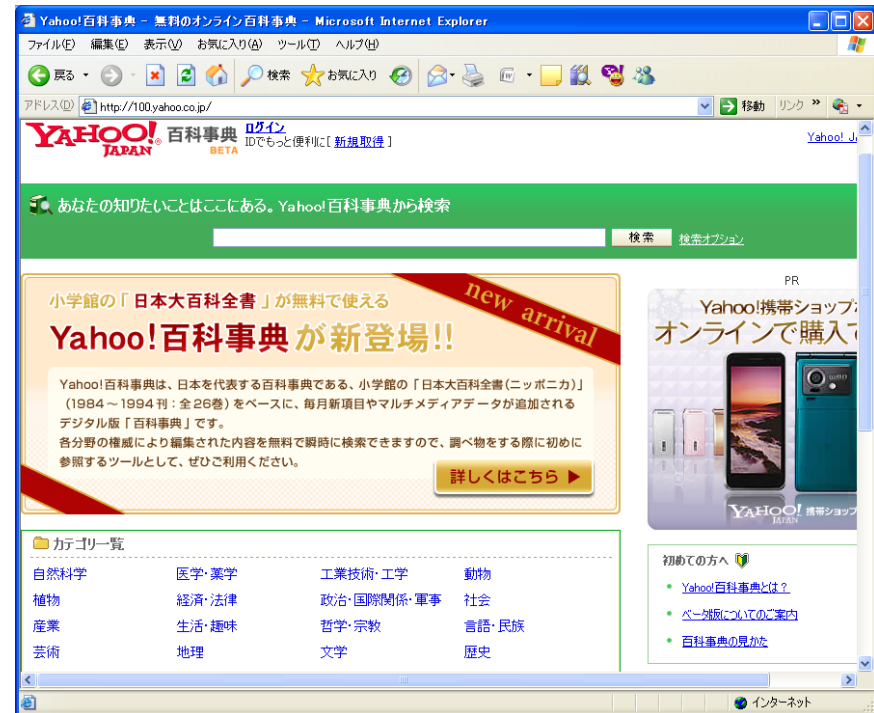 Yahoo!百科事典 - 無料のオンライン百科事典 - Microsoft Internet Explorer
ファイル(F) 編集(E) 表示(V) お気に入り(A) ツール(T) ヘルプ(H)
戻る 検索 お気に入り
アドレス(D) http://100.yahoo.co.jp/ 移動 リンク
YAHOO! JAPAN 百科事典 BETA
ログイン
IDでもっと便利に[ 新規取得 ]
Yahoo! J
あなたの知りたいことはここにある。Yahoo!百科事典から検索
検索 検索オプション
new arrival
小学館の「日本大百科全書」が無料で使える
Yahoo!百科事典が新登場!!
Yahoo!百科事典は、日本を代表する百科事典である、小学館の「日本大百科全書(ニッポニカ)」
(1984～1994刊:全26巻)をベースに、毎月新項目やマルチメディアデータが追加される
デジタル版「百科事典」です。
各分野の権威により編集された内容を無料で瞬時に検索できますので、調べ物をする際に初めに
参照するツールとして、ぜひご利用ください。
詳しくはこちら
PR
Yahoo!携帯ショップ
オンラインで購入
YAHOO! JAPAN 携帯ショップ
カテゴリ一覧
自然科学 医学・薬学 工業技術・工学 動物
植物 経済・法律 政治・国際関係・軍事 社会
産業 生活・趣味 哲学・宗教 言語・民族
芸術 地理 文学 歴史
初めての方へ
Yahoo!百科事典とは?
ベータ版についてのご案内
百科事典の見かた
インターネット